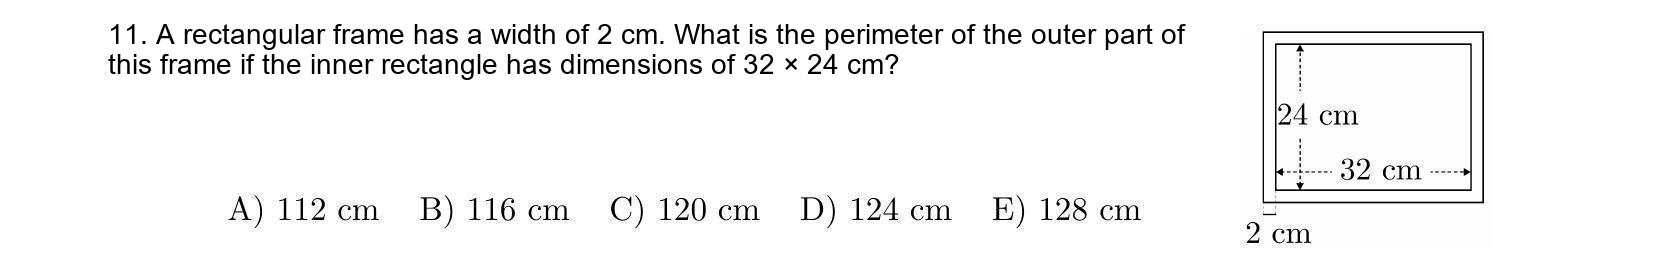 11. A rectangular frame has a width of 2 cm. What is the perimeter of the outer part of
this frame if the inner rectangle has dimensions of 32 × 24 cm?
24 cm
32 cm
A) 112 cm B) 116 cm C) 120 cm D) 124 cm E) 128 cm
2 cm